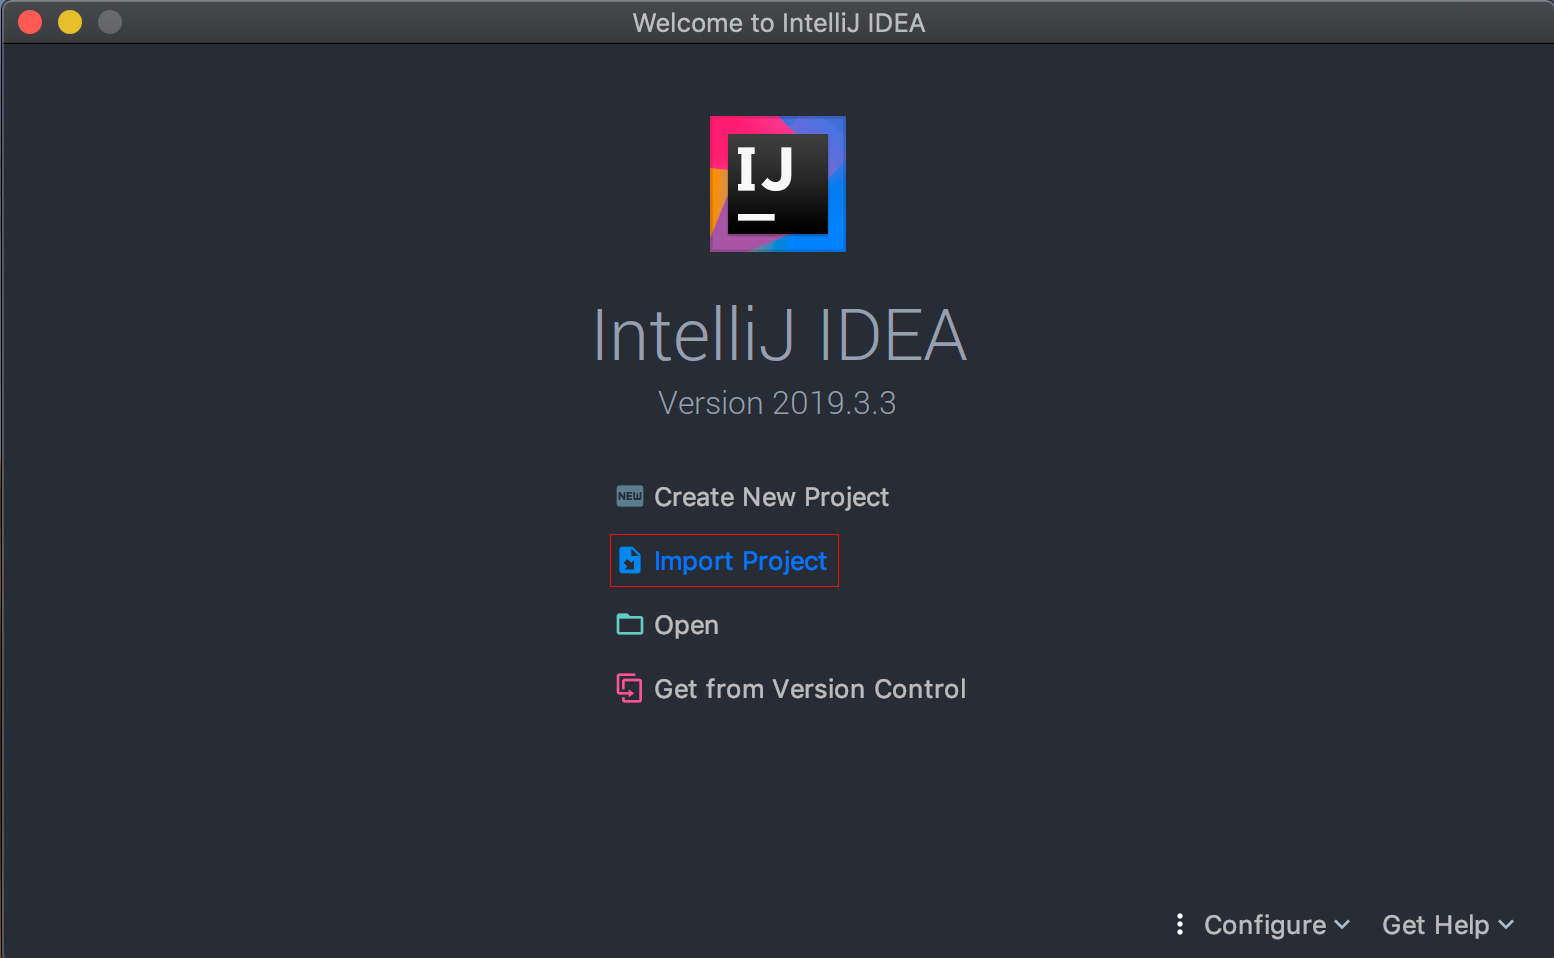 Welcome to IntelliJ IDEA
IJ
IntelliJ IDEA
Version 2019.3.3
NEW Create New Project
Import Project
Open
Get from Version Control
Configure Get Help